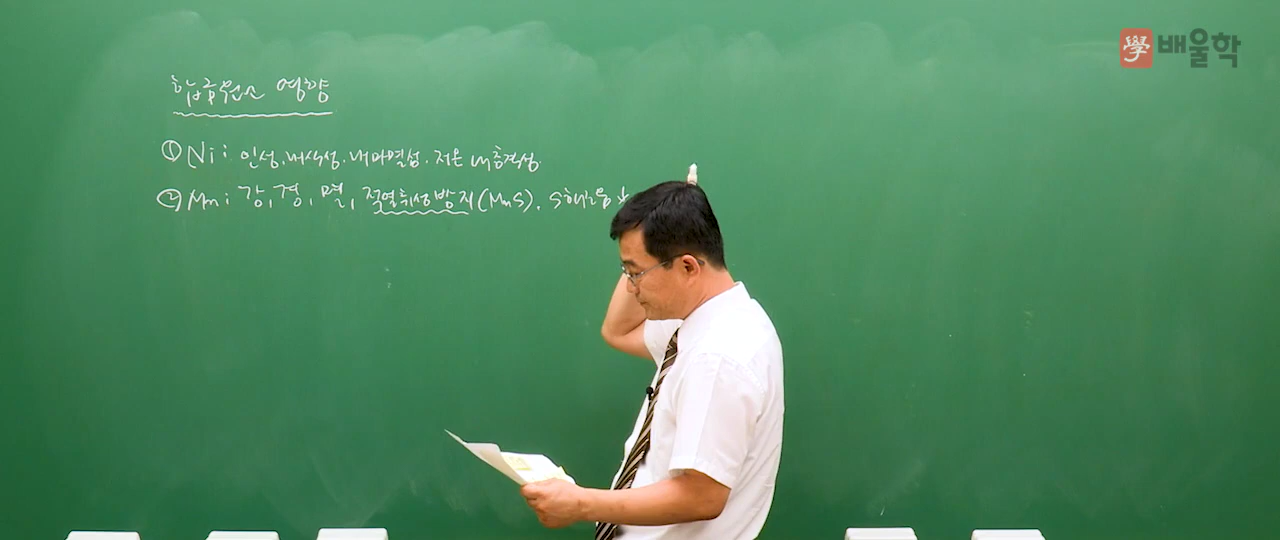 學 배울학
합금원소 영향
① Ni : 인성. 내식성. 내마멸성. 저온 내충격성.
② Mn : 강, 경, 멸, 적열취성방지(MnS). S해로움↓